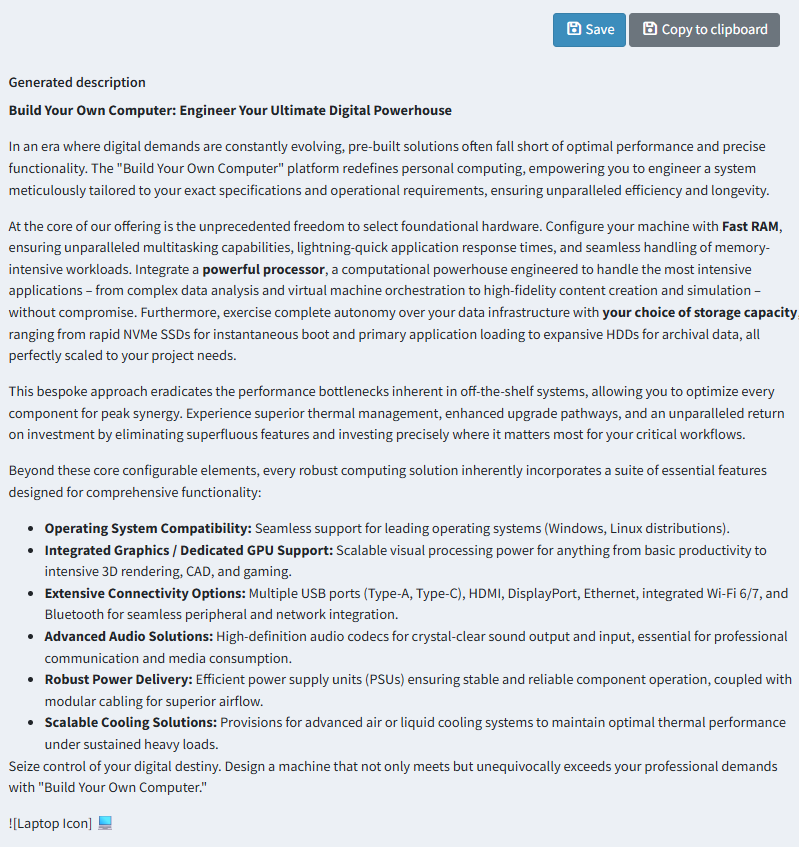 Save Copy to clipboard
Generated description
Build Your Own Computer: Engineer Your Ultimate Digital Powerhouse
In an era where digital demands are constantly evolving, pre-built solutions often fall short of optimal performance and precise
functionality. The "Build Your Own Computer" platform redefines personal computing, empowering you to engineer a system
meticulously tailored to your exact specifications and operational requirements, ensuring unparalleled efficiency and longevity.
At the core of our offering is the unprecedented freedom to select foundational hardware. Configure your machine with Fast RAM,
ensuring unparalleled multitasking capabilities, lightning-quick application response times, and seamless handling of memory-
intensive workloads. Integrate a powerful processor, a computational powerhouse engineered to handle the most intensive
applications – from complex data analysis and virtual machine orchestration to high-fidelity content creation and simulation –
without compromise. Furthermore, exercise complete autonomy over your data infrastructure with your choice of storage capacity,
ranging from rapid NVMe SSDs for instantaneous boot and primary application loading to expansive HDDs for archival data, all
perfectly scaled to your project needs.
This bespoke approach eradicates the performance bottlenecks inherent in off-the-shelf systems, allowing you to optimize every
component for peak synergy. Experience superior thermal management, enhanced upgrade pathways, and an unparalleled return
on investment by eliminating superfluous features and investing precisely where it matters most for your critical workflows.
Beyond these core configurable elements, every robust computing solution inherently incorporates a suite of essential features
designed for comprehensive functionality:
• Operating System Compatibility: Seamless support for leading operating systems (Windows, Linux distributions).
• Integrated Graphics / Dedicated GPU Support: Scalable visual processing power for anything from basic productivity to
intensive 3D rendering, CAD, and gaming.
• Extensive Connectivity Options: Multiple USB ports (Type-A, Type-C), HDMI, DisplayPort, Ethernet, integrated Wi-Fi 6/7, and
Bluetooth for seamless peripheral and network integration.
• Advanced Audio Solutions: High-definition audio codecs for crystal-clear sound output and input, essential for professional
communication and media consumption.
• Robust Power Delivery: Efficient power supply units (PSUs) ensuring stable and reliable component operation, coupled with
modular cabling for superior airflow.
• Scalable Cooling Solutions: Provisions for advanced air or liquid cooling systems to maintain optimal thermal performance
under sustained heavy loads.
Seize control of your digital destiny. Design a machine that not only meets but unequivocally exceeds your professional demands
with "Build Your Own Computer."
![Laptop Icon] 💻